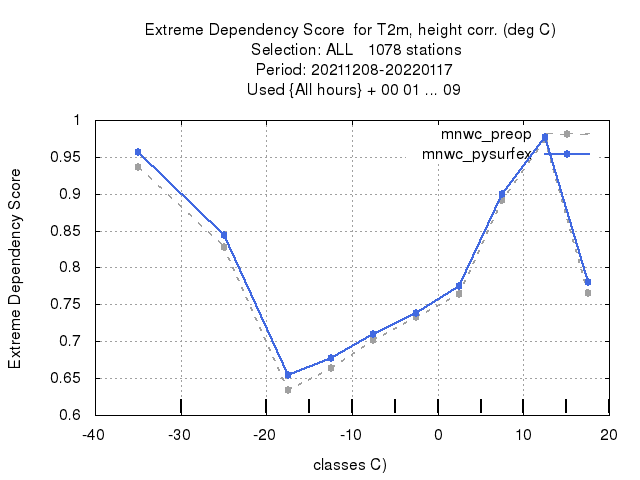 Extreme Dependency Score  for T2m, height corr. (deg C)
Selection: ALL   1078 stations
Period: 20211208-20220117
Used {All hours} + 00 01 ... 09
mnwc_preop
mnwc_pysurfex
Extreme Dependency Score
1
0.95
0.9
0.85
0.8
0.75
0.7
0.65
0.6
-40 -30 -20 -10 0 10 20
classes C)